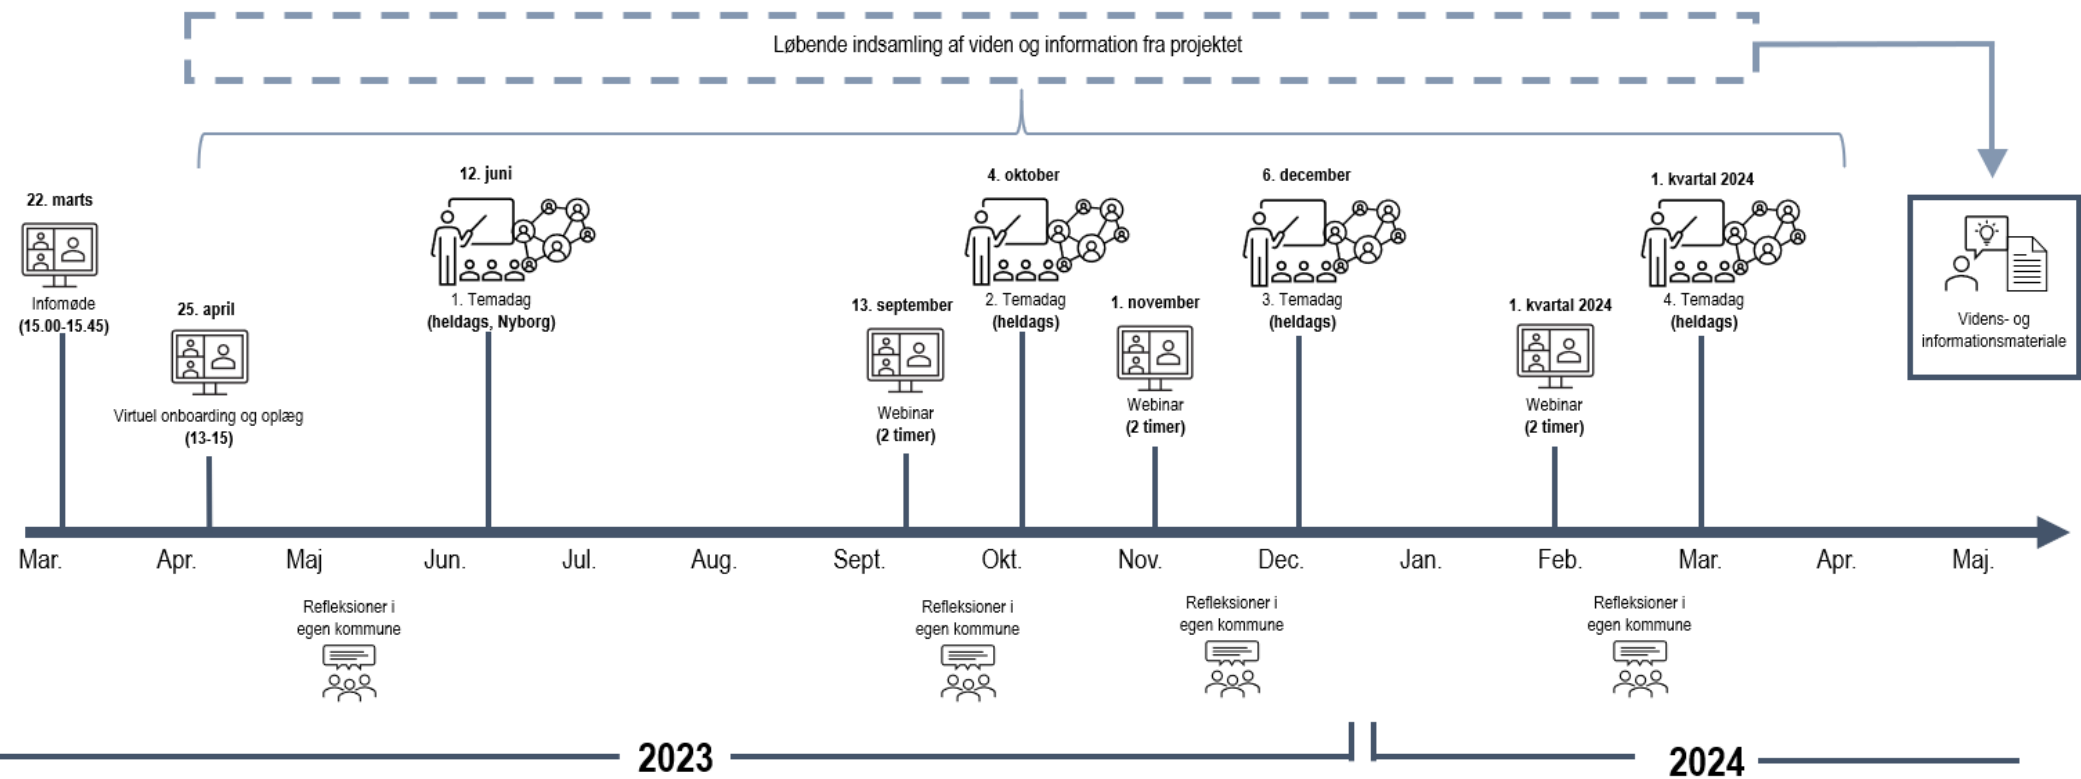 Løbende indsamling af viden og information fra projektet
22. marts
Infomøde
(15.00-15.45)
25. april
Virtuel onboarding og oplæg
(13-15)
12. juni
1. Temadag
(heldags, Nyborg)
13. september
Webinar
(2 timer)
4. oktober
2. Temadag
(heldags)
1. november
Webinar
(2 timer)
6. december
3. Temadag
(heldags)
1. kvartal 2024
Webinar
(2 timer)
1. kvartal 2024
4. Temadag
(heldags)
Videns- og
informationsmateriale
Mar.
Apr.
Maj
Jun.
Jul.
Aug.
Sept.
Okt.
Nov.
Dec.
Jan.
Feb.
Mar.
Apr.
Maj.
Refleksioner i
egen kommune
Refleksioner i
egen kommune
Refleksioner i
egen kommune
Refleksioner i
egen kommune
2023
2024